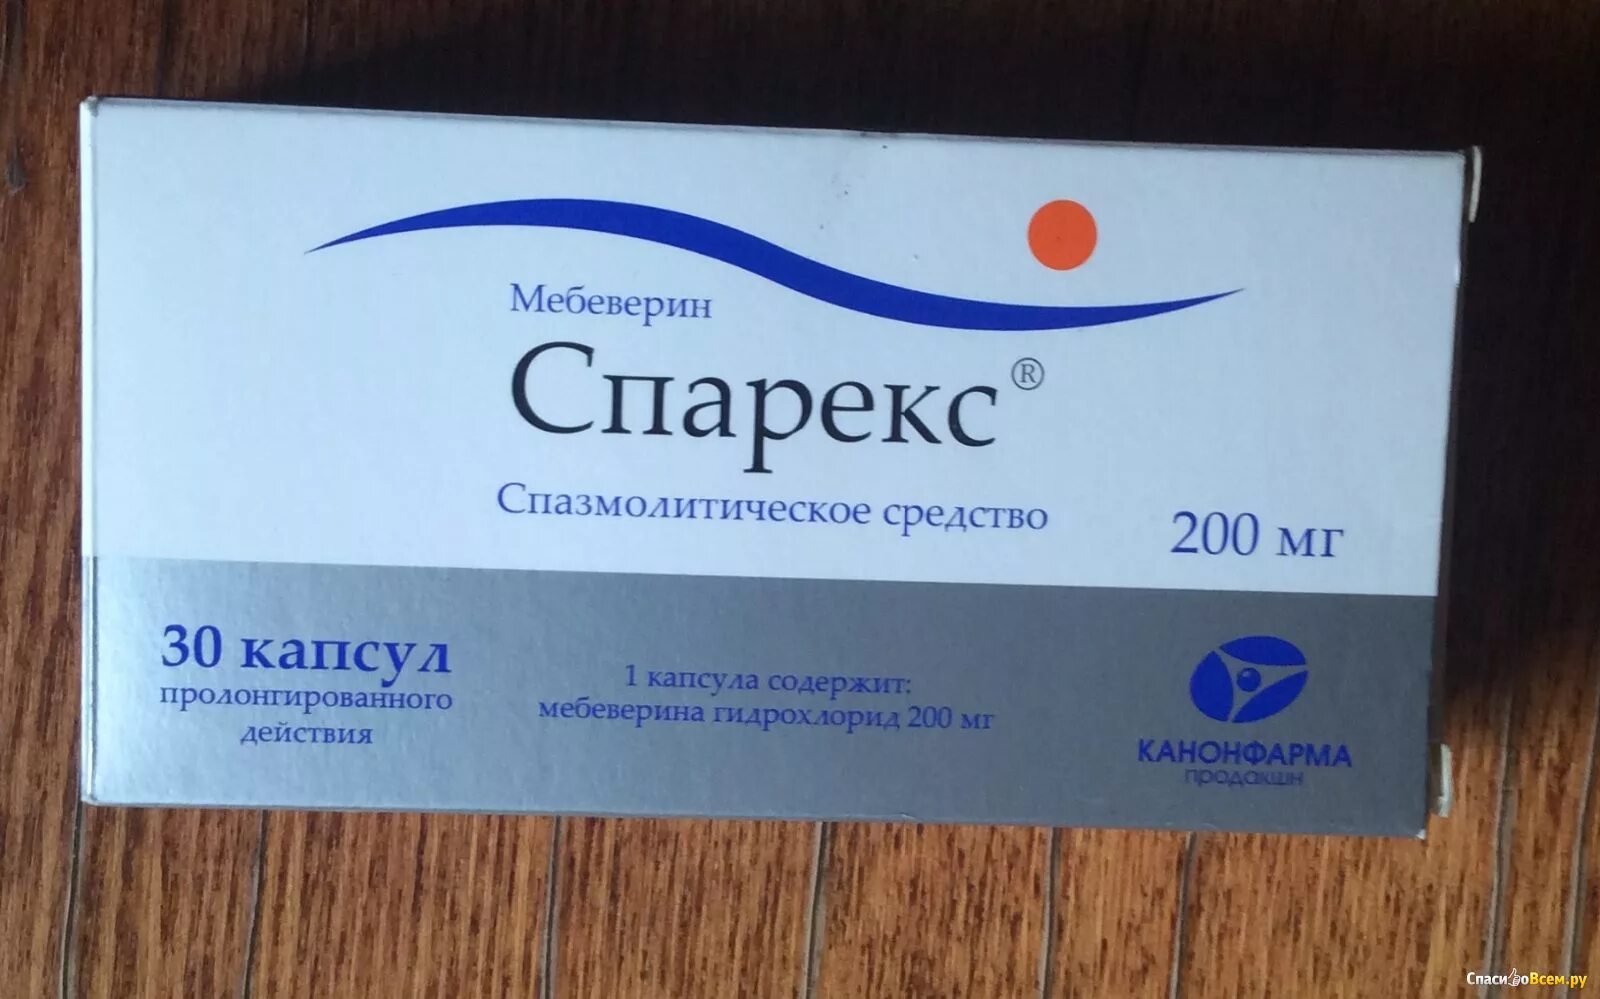 Мебеверин
Спарекс®
Спазмолитическое средство
200 мг
30 капсул
пролонгированного
действия
1 капсула содержит:
мебеверина гидрохлорид 200 мг
КАНОНФАРМА
продакшн
СпасибоВсем.ру